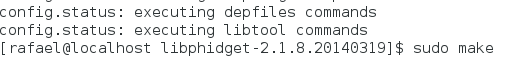 config.status: executing depfiles commands
config.status: executing libtool commands
[rafael@localhost libphidget-2.1.8.20140319]$ sudo make